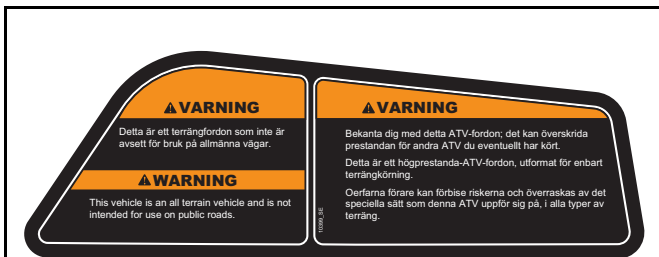 VARNING
Detta är ett terrängfordon som inte är
avsett för bruk på allmänna vägar.
WARNING
This vehicle is an all terrain vehicle and is not
intended for use on public roads.
VARNING
Bekanta dig med detta ATV-fordon; det kan överskrida
prestandan för andra ATV du eventuellt har kört.
Detta är ett högprestanda-ATV-fordon, utformat för enbart
terrängkörning.
Oerfarna förare kan förbise riskerna och överraskas av det
speciella sätt som denna ATV uppför sig på, i alla typer av
terräng.
10399_SE